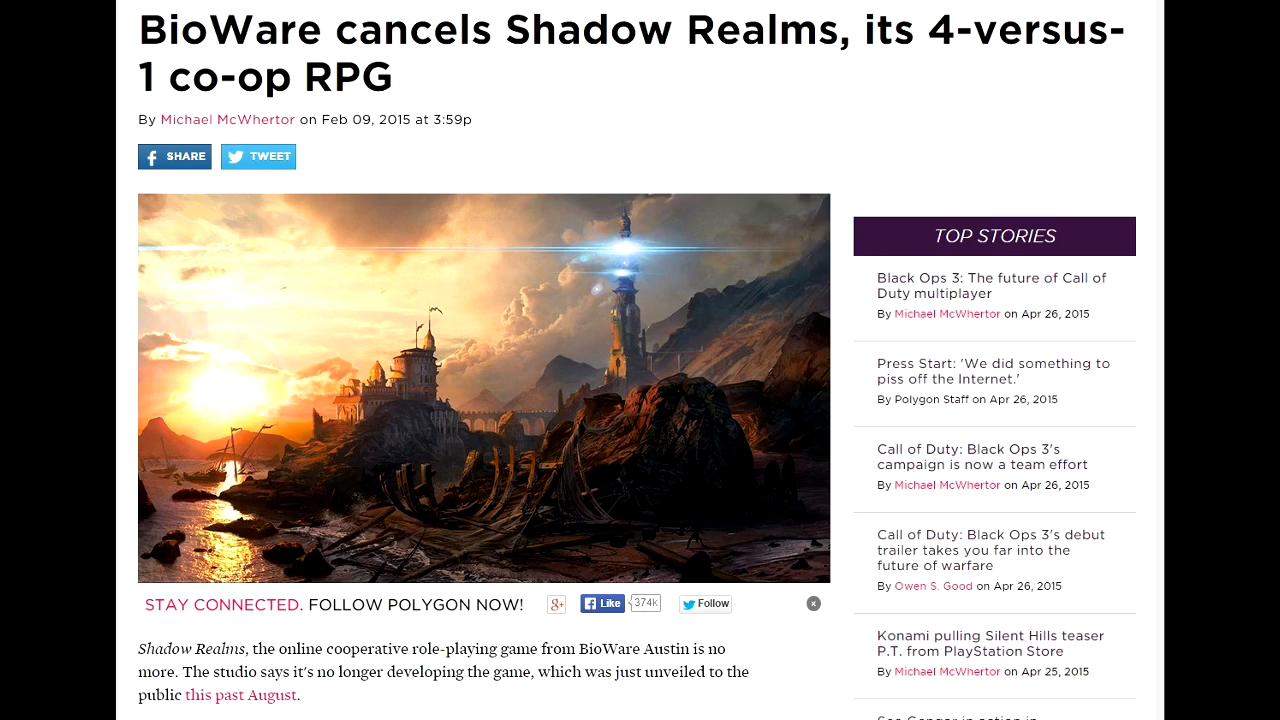 BioWare cancels Shadow Realms, its 4-versus-
1 co-op RPG
By Michael McWhertor on Feb 09, 2015 at 3:59p
SHARE
TWEET
TOP STORIES
Black Ops 3: The future of Call of
Duty multiplayer
By Michael McWhertor on Apr 26, 2015
Press Start: 'We did something to
piss off the Internet.'
By Polygon Staff on Apr 26, 2015
Call of Duty: Black Ops 3's
campaign is now a team effort
By Michael McWhertor on Apr 26, 2015
Call of Duty: Black Ops 3's debut
trailer takes you far into the
future of warfare
By Owen S. Good on Apr 26, 2015
Konami pulling Silent Hills teaser
P.T. from PlayStation Store
By Michael McWhertor on Apr 25, 2015
STAY CONNECTED. FOLLOW POLYGON NOW!
Like
374k
Follow
Shadow Realms, the online cooperative role-playing game from BioWare Austin is no
more. The studio says it's no longer developing the game, which was just unveiled to the
public this past August.